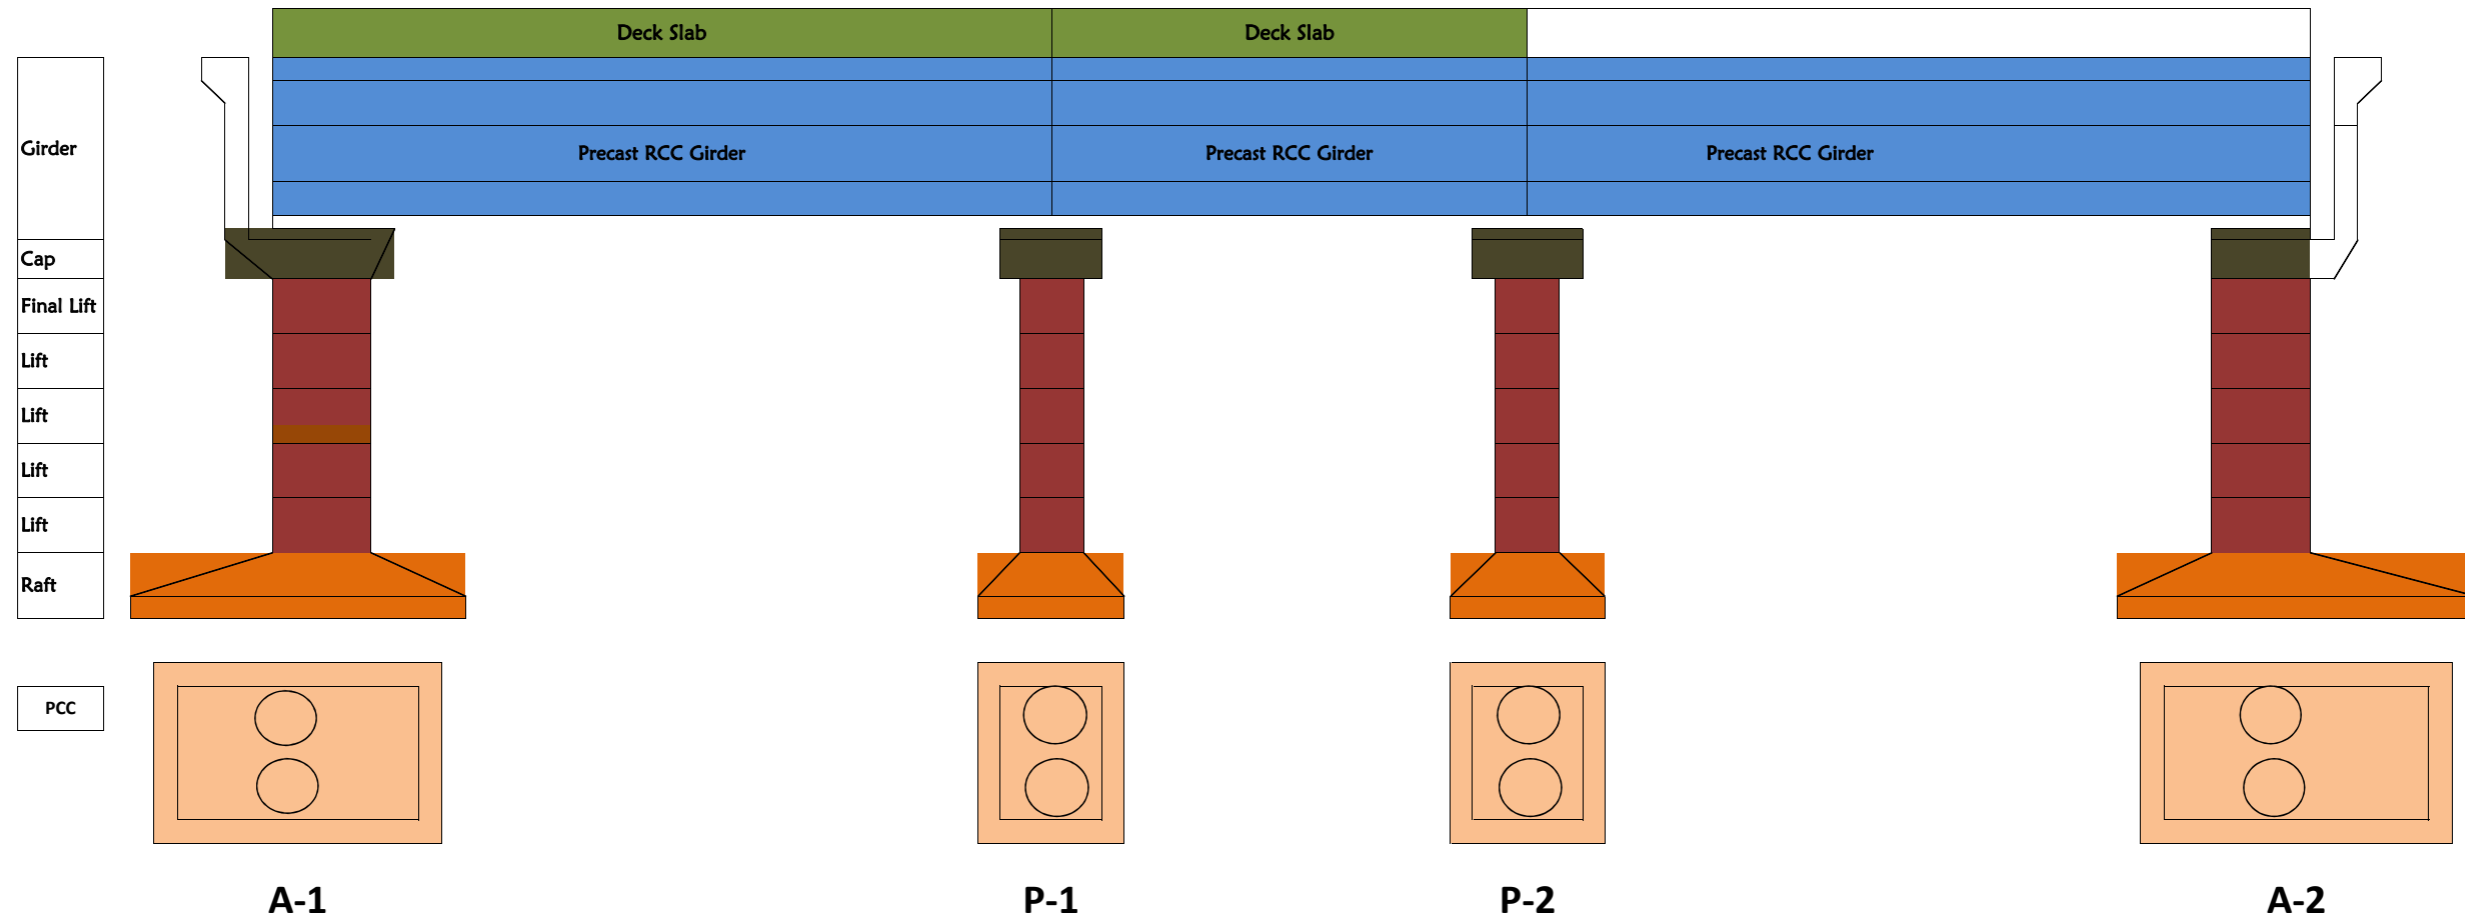 Deck Slab
Deck Slab
Girder
Precast RCC Girder
Precast RCC Girder
Precast RCC Girder
Cap
Final Lift
Lift
Lift
Lift
Lift
Raft
PCC
A-1
P-1
P-2
A-2